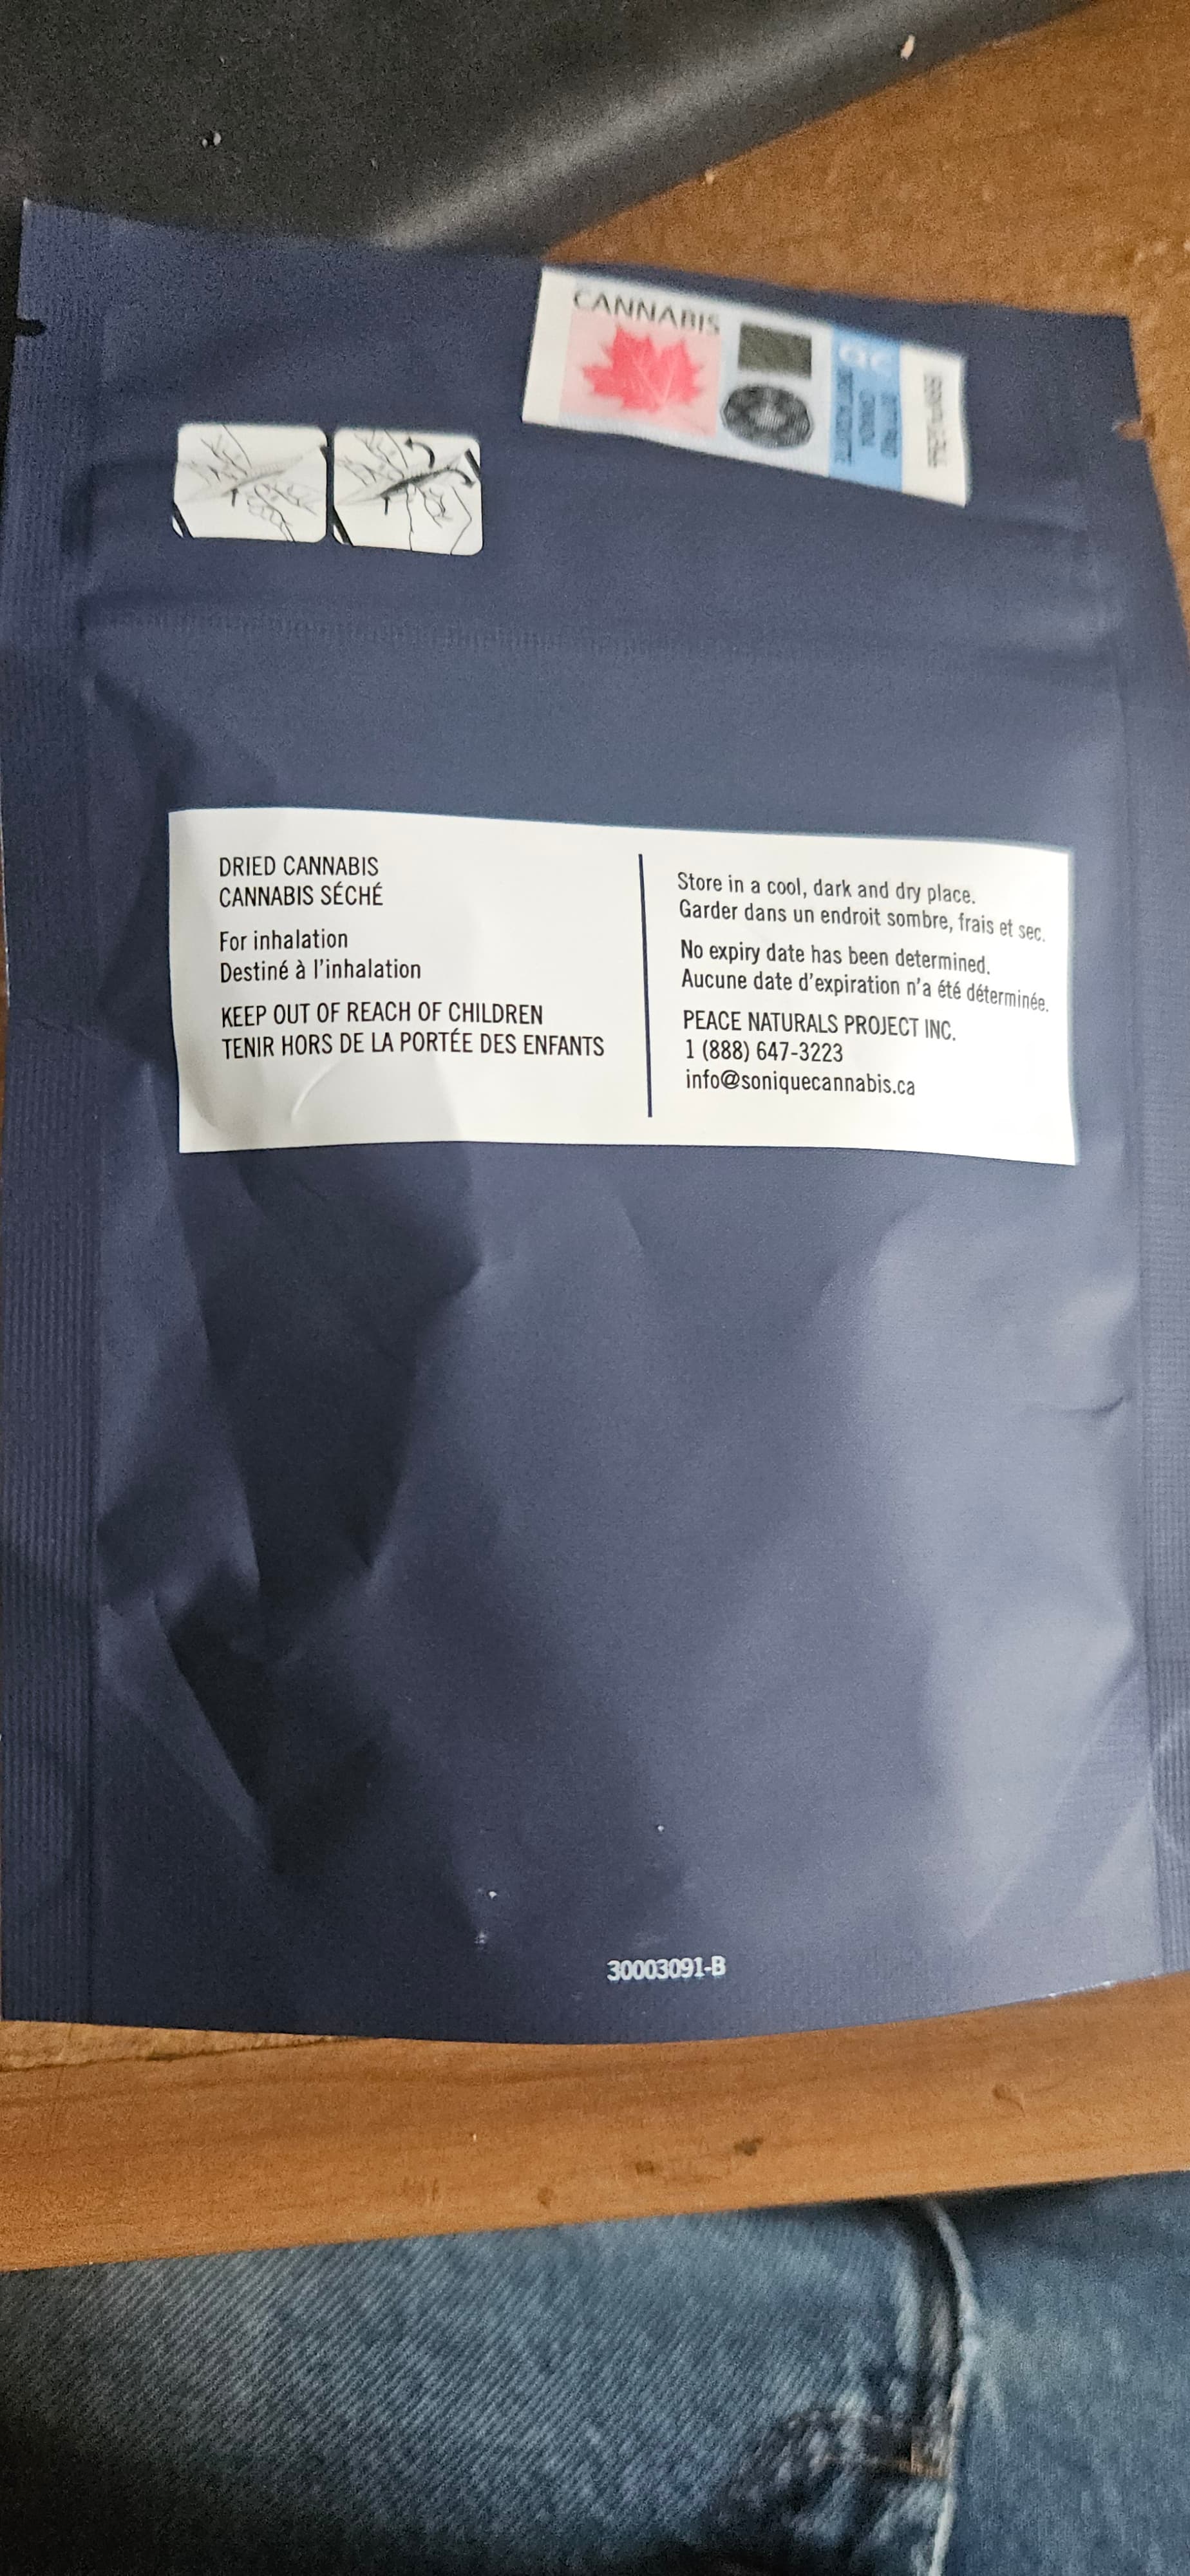 CANNABIS
QC
DRIED CANNABIS
CANNABIS SÉCHÉ
For inhalation
Destiné à l'inhalation
KEEP OUT OF REACH OF CHILDREN
TENIR HORS DE LA PORTÉE DES ENFANTS
Store in a cool, dark and dry place.
Garder dans un endroit sombre, frais et sec.
No expiry date has been determined.
Aucune date d'expiration n'a été déterminée.
PEACE NATURALS PROJECT INC.
1 (888) 647-3223
info@soniquecannabis.ca
30003091-B